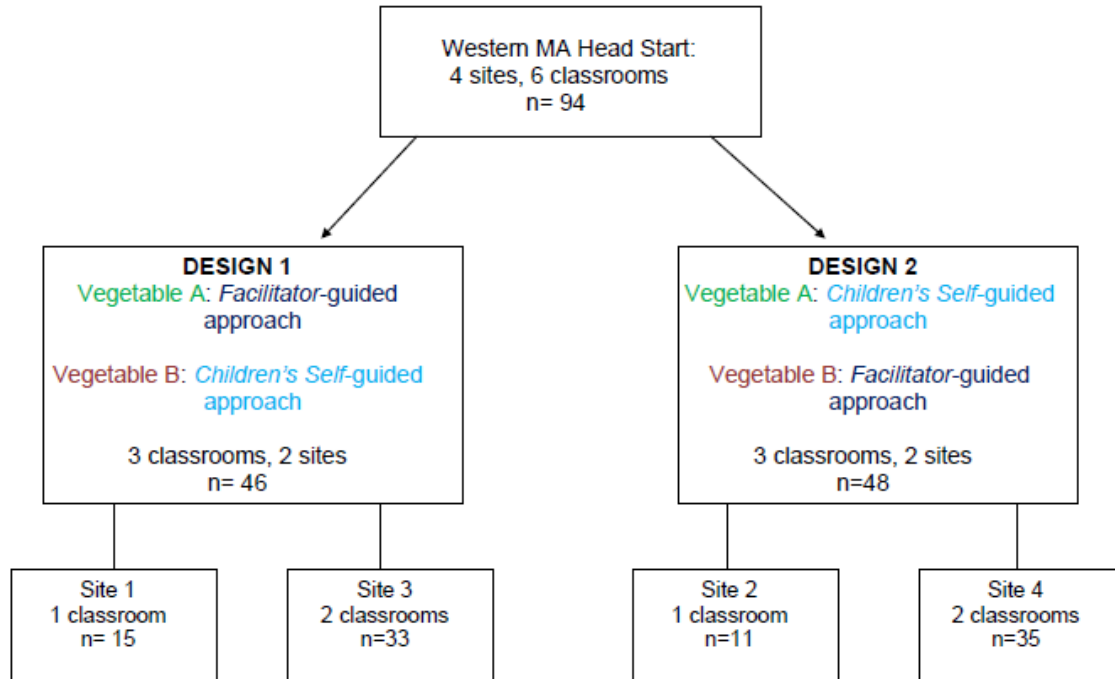 Western MA Head Start:
4 sites, 6 classrooms
n= 94
DESIGN 1
Vegetable A: Facilitator-guided
approach
Vegetable B: Children's Self-guided
approach
3 classrooms, 2 sites
n= 46
DESIGN 2
Vegetable A: Children's Self-guided
approach
Vegetable B: Facilitator-guided
approach
3 classrooms, 2 sites
n=48
Site 1
1 classroom
n= 15
Site 3
2 classrooms
n=33
Site 2
1 classroom
n=11
Site 4
2 classrooms
n=35